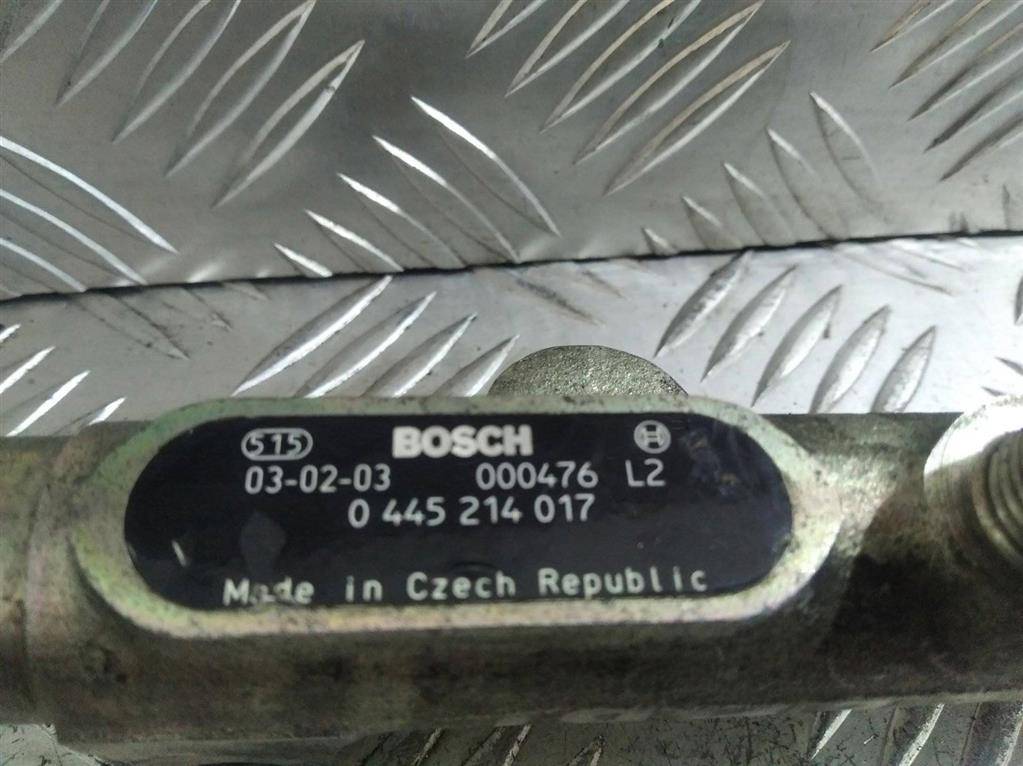 515 BOSCH
03-02-03 000476 L2
0 445 214 017
Made in Czech Republic